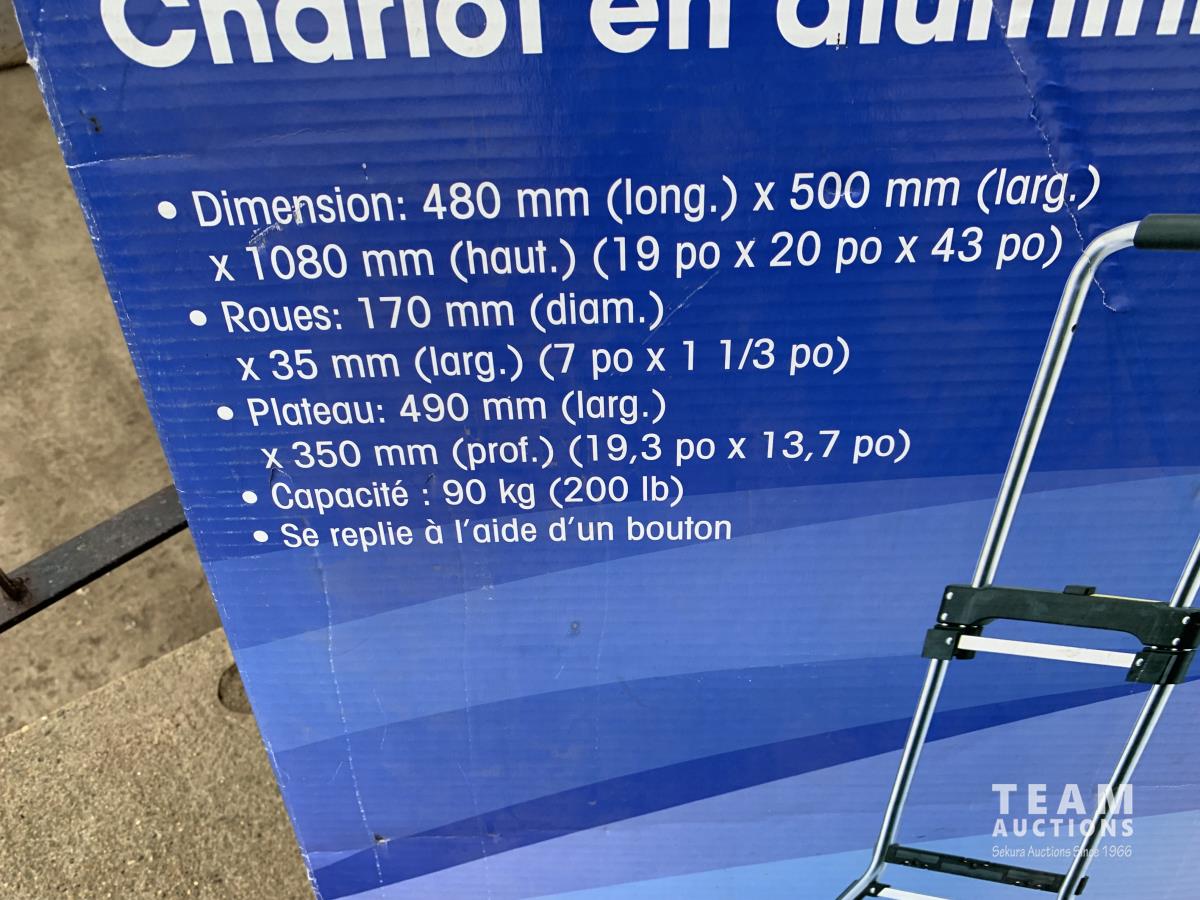 Chariot en
• Dimension: 480 mm (long.) x 500 mm (larg.)
x 1080 mm (haut.) (19 po x 20 po x 43 po)
• Roues: 170 mm (diam.)
x 35 mm (larg.) (7 po x 1 1/3 po)
• Plateau: 490 mm (larg.)
x 350 mm (prof.) (19,3 po x 13,7 po)
• Capacité : 90 kg (200 lb)
• Se replie à l'aide d'un bouton
TEAM
AUCTIONS
Sekura Auctions Since 1966